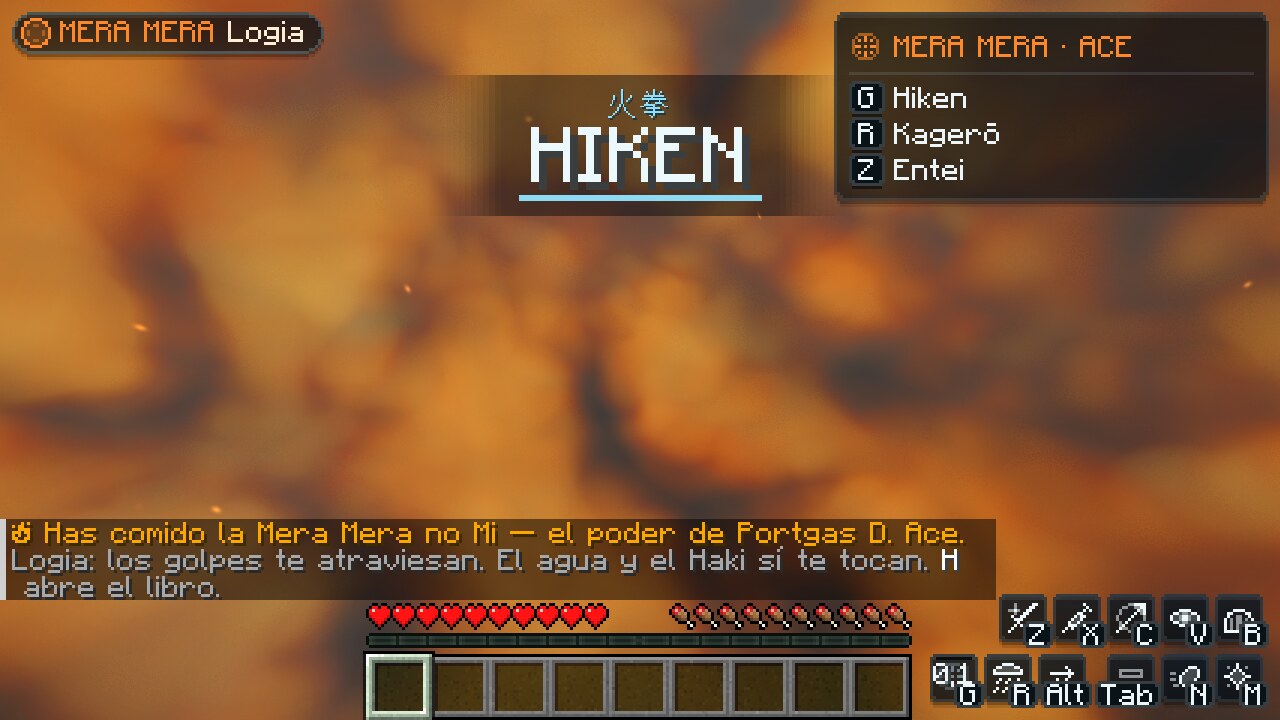 MERA MERA Logia
MERA MERA · ACE
G Hiken
R Kagerō
Z Entei
火拳
HIKEN
Has comido la Mera Mera no Mi — el poder de Portgas D. Ace.
Logia: los golpes te atraviesan. El agua y el Haki sí te tocan. H
abre el libro.
Z X C V B
0,1 G R Alt Tab N M